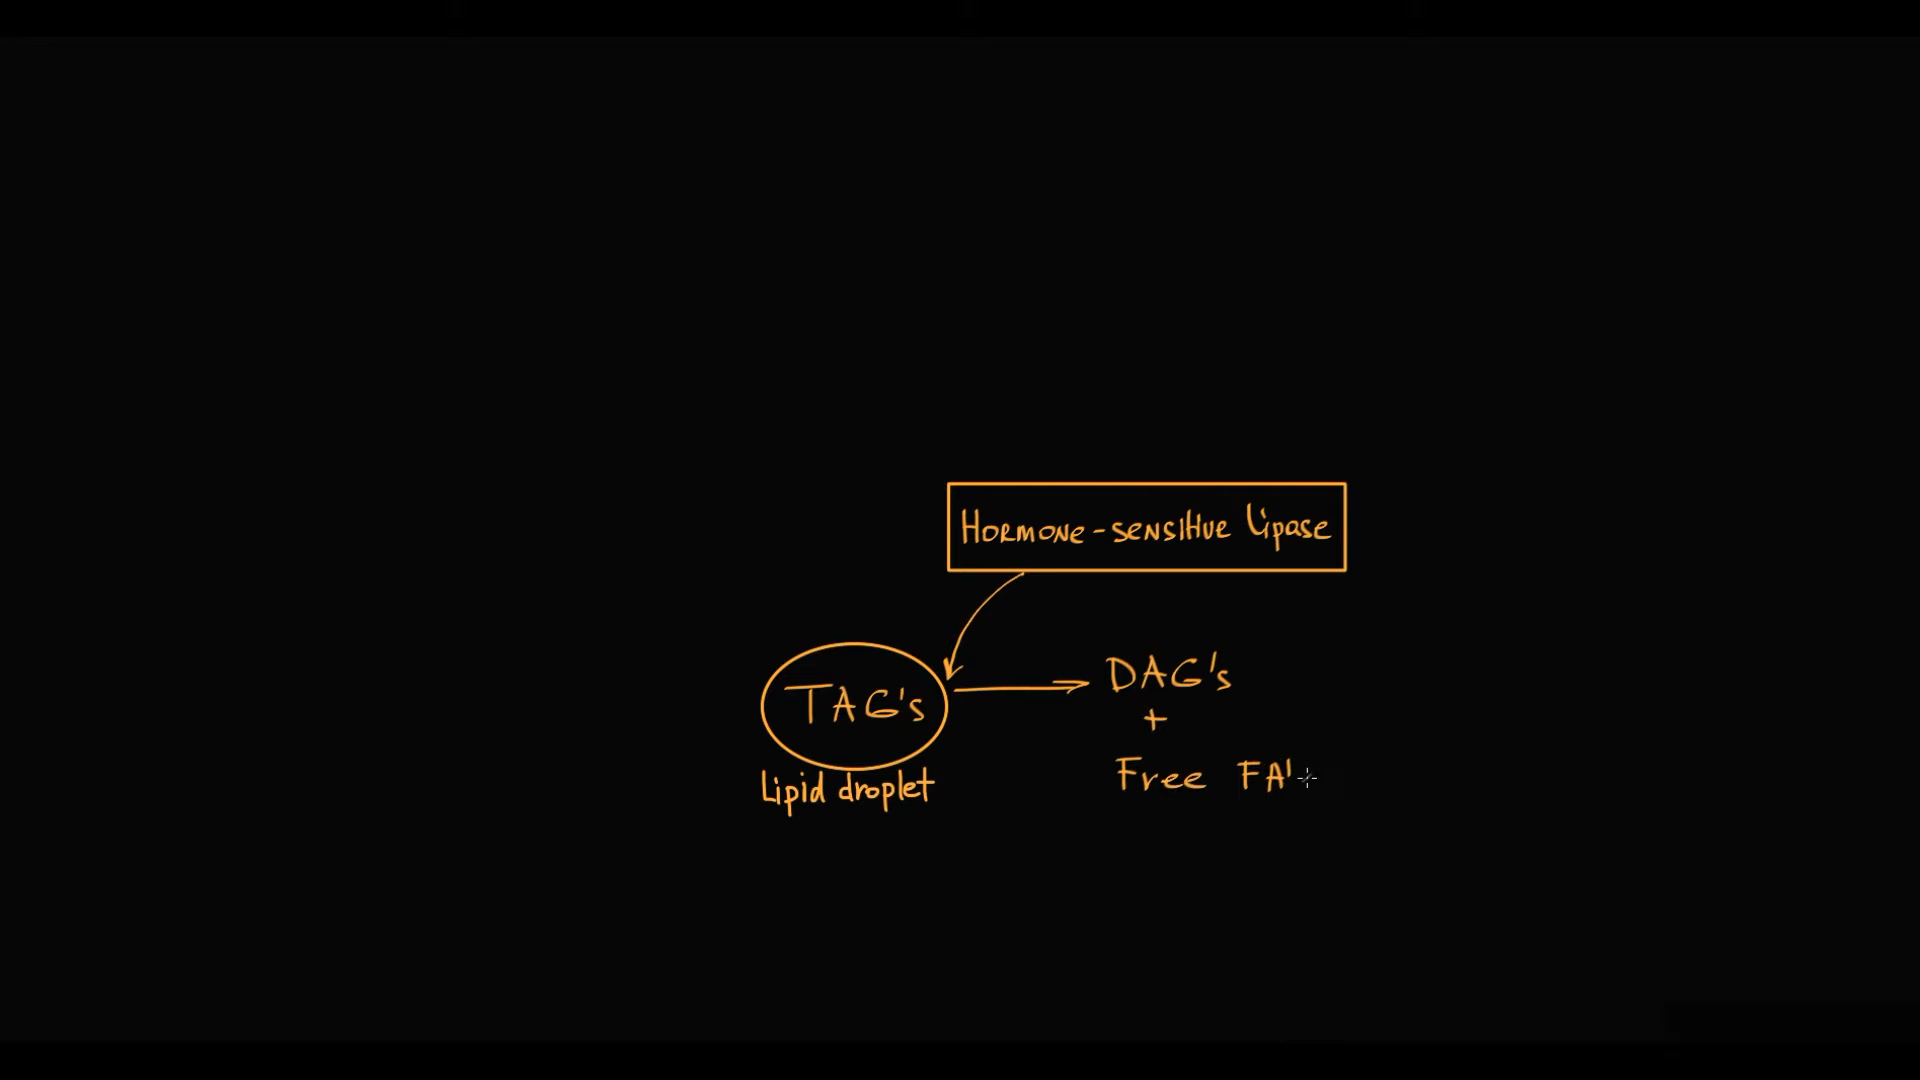 Hormone-sensitive lipase
TAG's
DAG's
+
Free FA'
Lipid droplet